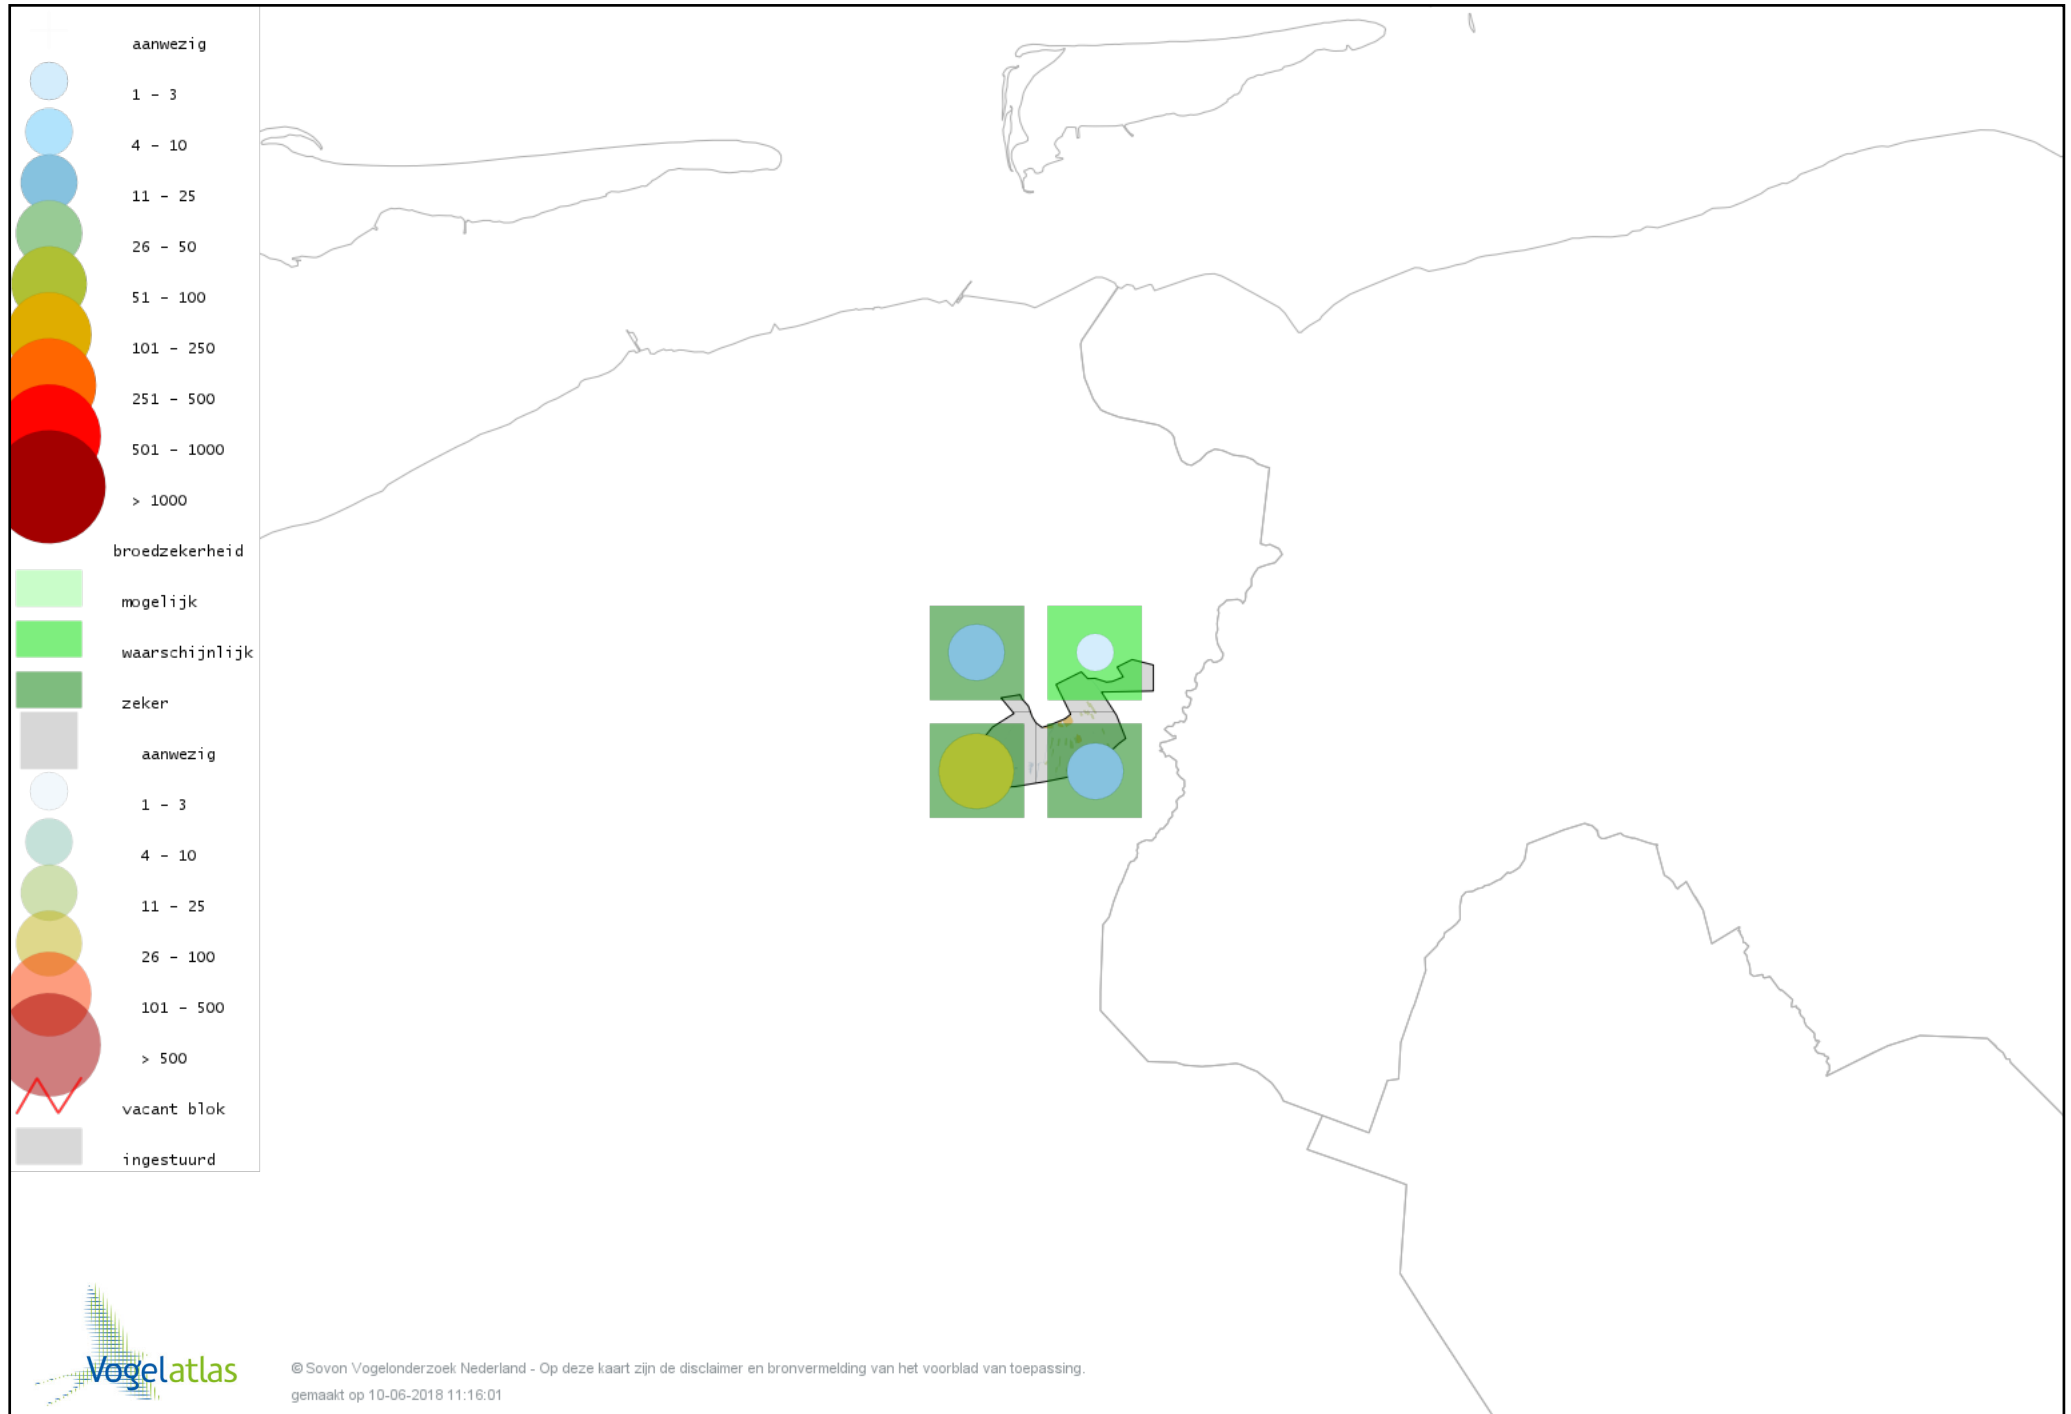 aanwezig
1 - 3
4 - 10
11 - 25
26 - 50
51 - 100
101 - 250
251 - 500
501 - 1000
> 1000
broedzekerheid
mogelijk
waarschijnlijk
zeker
aanwezig
1 - 3
4 - 10
11 - 25
26 - 100
101 - 500
> 500
vacant blok
ingestuurd
Vogelatlas
© Sovon Vogelonderzoek Nederland - Op deze kaart zijn de disclaimer en bronvermelding van het voorblad van toepassing.
gemaakt op 10-06-2018 11:16:01